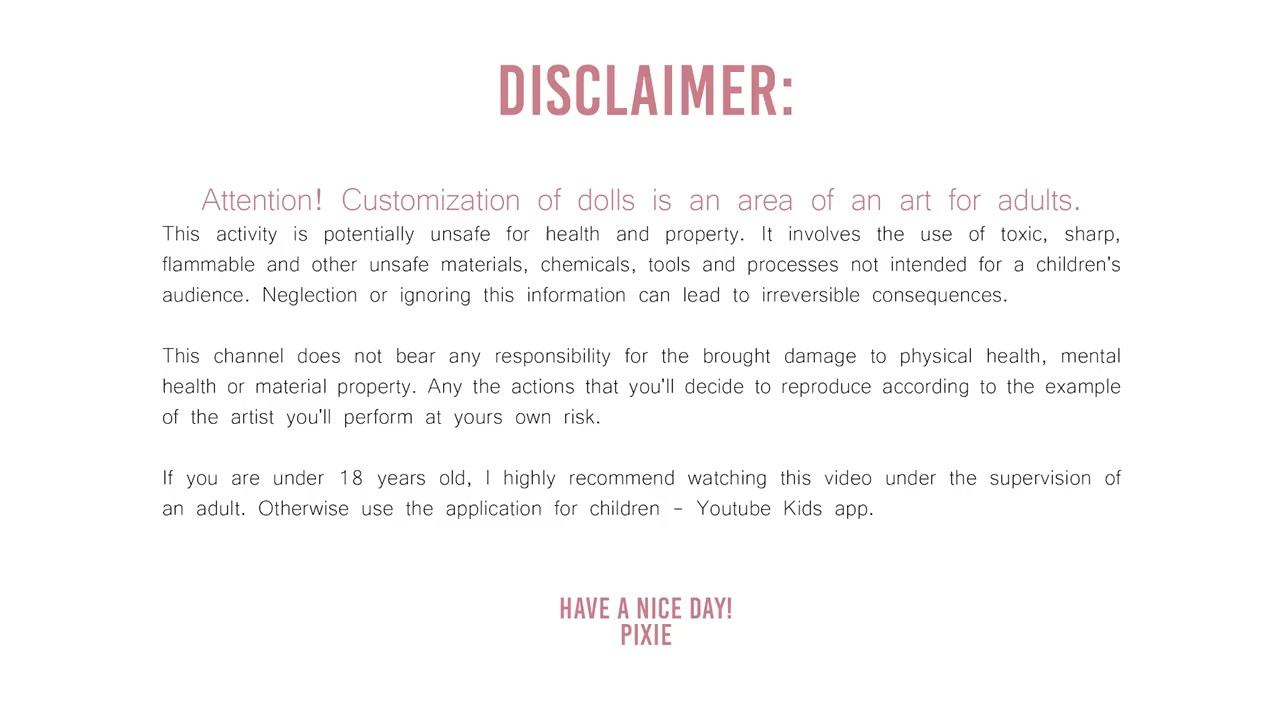 DISCLAIMER:
Attention! Customization of dolls is an area of an art for adults.
This activity is potentially unsafe for health and property. It involves the use of toxic, sharp,
flammable and other unsafe materials, chemicals, tools and processes not intended for a children's
audience. Neglection or ignoring this information can lead to irreversible consequences.
This channel does not bear any responsibility for the brought damage to physical health, mental
health or material property. Any the actions that you'll decide to reproduce according to the example
of the artist you'll perform at yours own risk.
If you are under 18 years old, I highly recommend watching this video under the supervision of
an adult. Otherwise use the application for children – Youtube Kids app.
HAVE A NICE DAY!
PIXIE